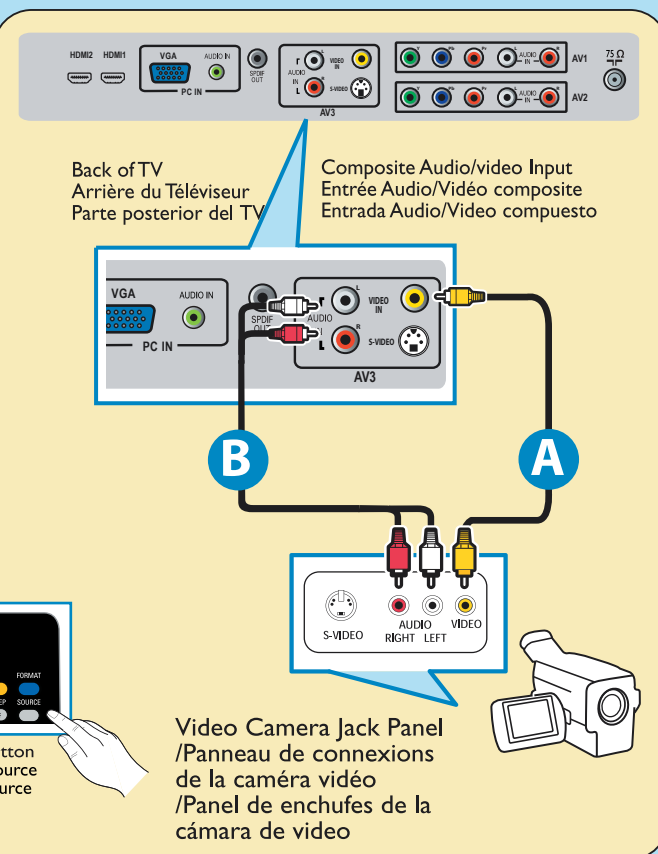 HDMI2 HDMI1
VGA
AUDIO IN
PC IN
SPDIF
OUT
L
AUDIO
IN
R
VIDEO
IN
S-VIDEO
AV3
Y Pb Pr L AUDIO IN R AV1
Y Pb Pr L AUDIO IN R AV2
75 Ω
Back of TV
Arrière du Téléviseur
Parte posterior del TV
Composite Audio/video Input
Entrée Audio/Vidéo composite
Entrada Audio/Video compuesto
VGA
AUDIO IN
PC IN
SPDIF
L
AUDIO
R
VIDEO
IN
S-VIDEO
AV3
B
A
S-VIDEO
AUDIO
RIGHT LEFT
VIDEO
FORMAT
SOURCE
Video Camera Jack Panel
/Panneau de connexions
de la caméra vidéo
/Panel de enchufes de la
cámara de video